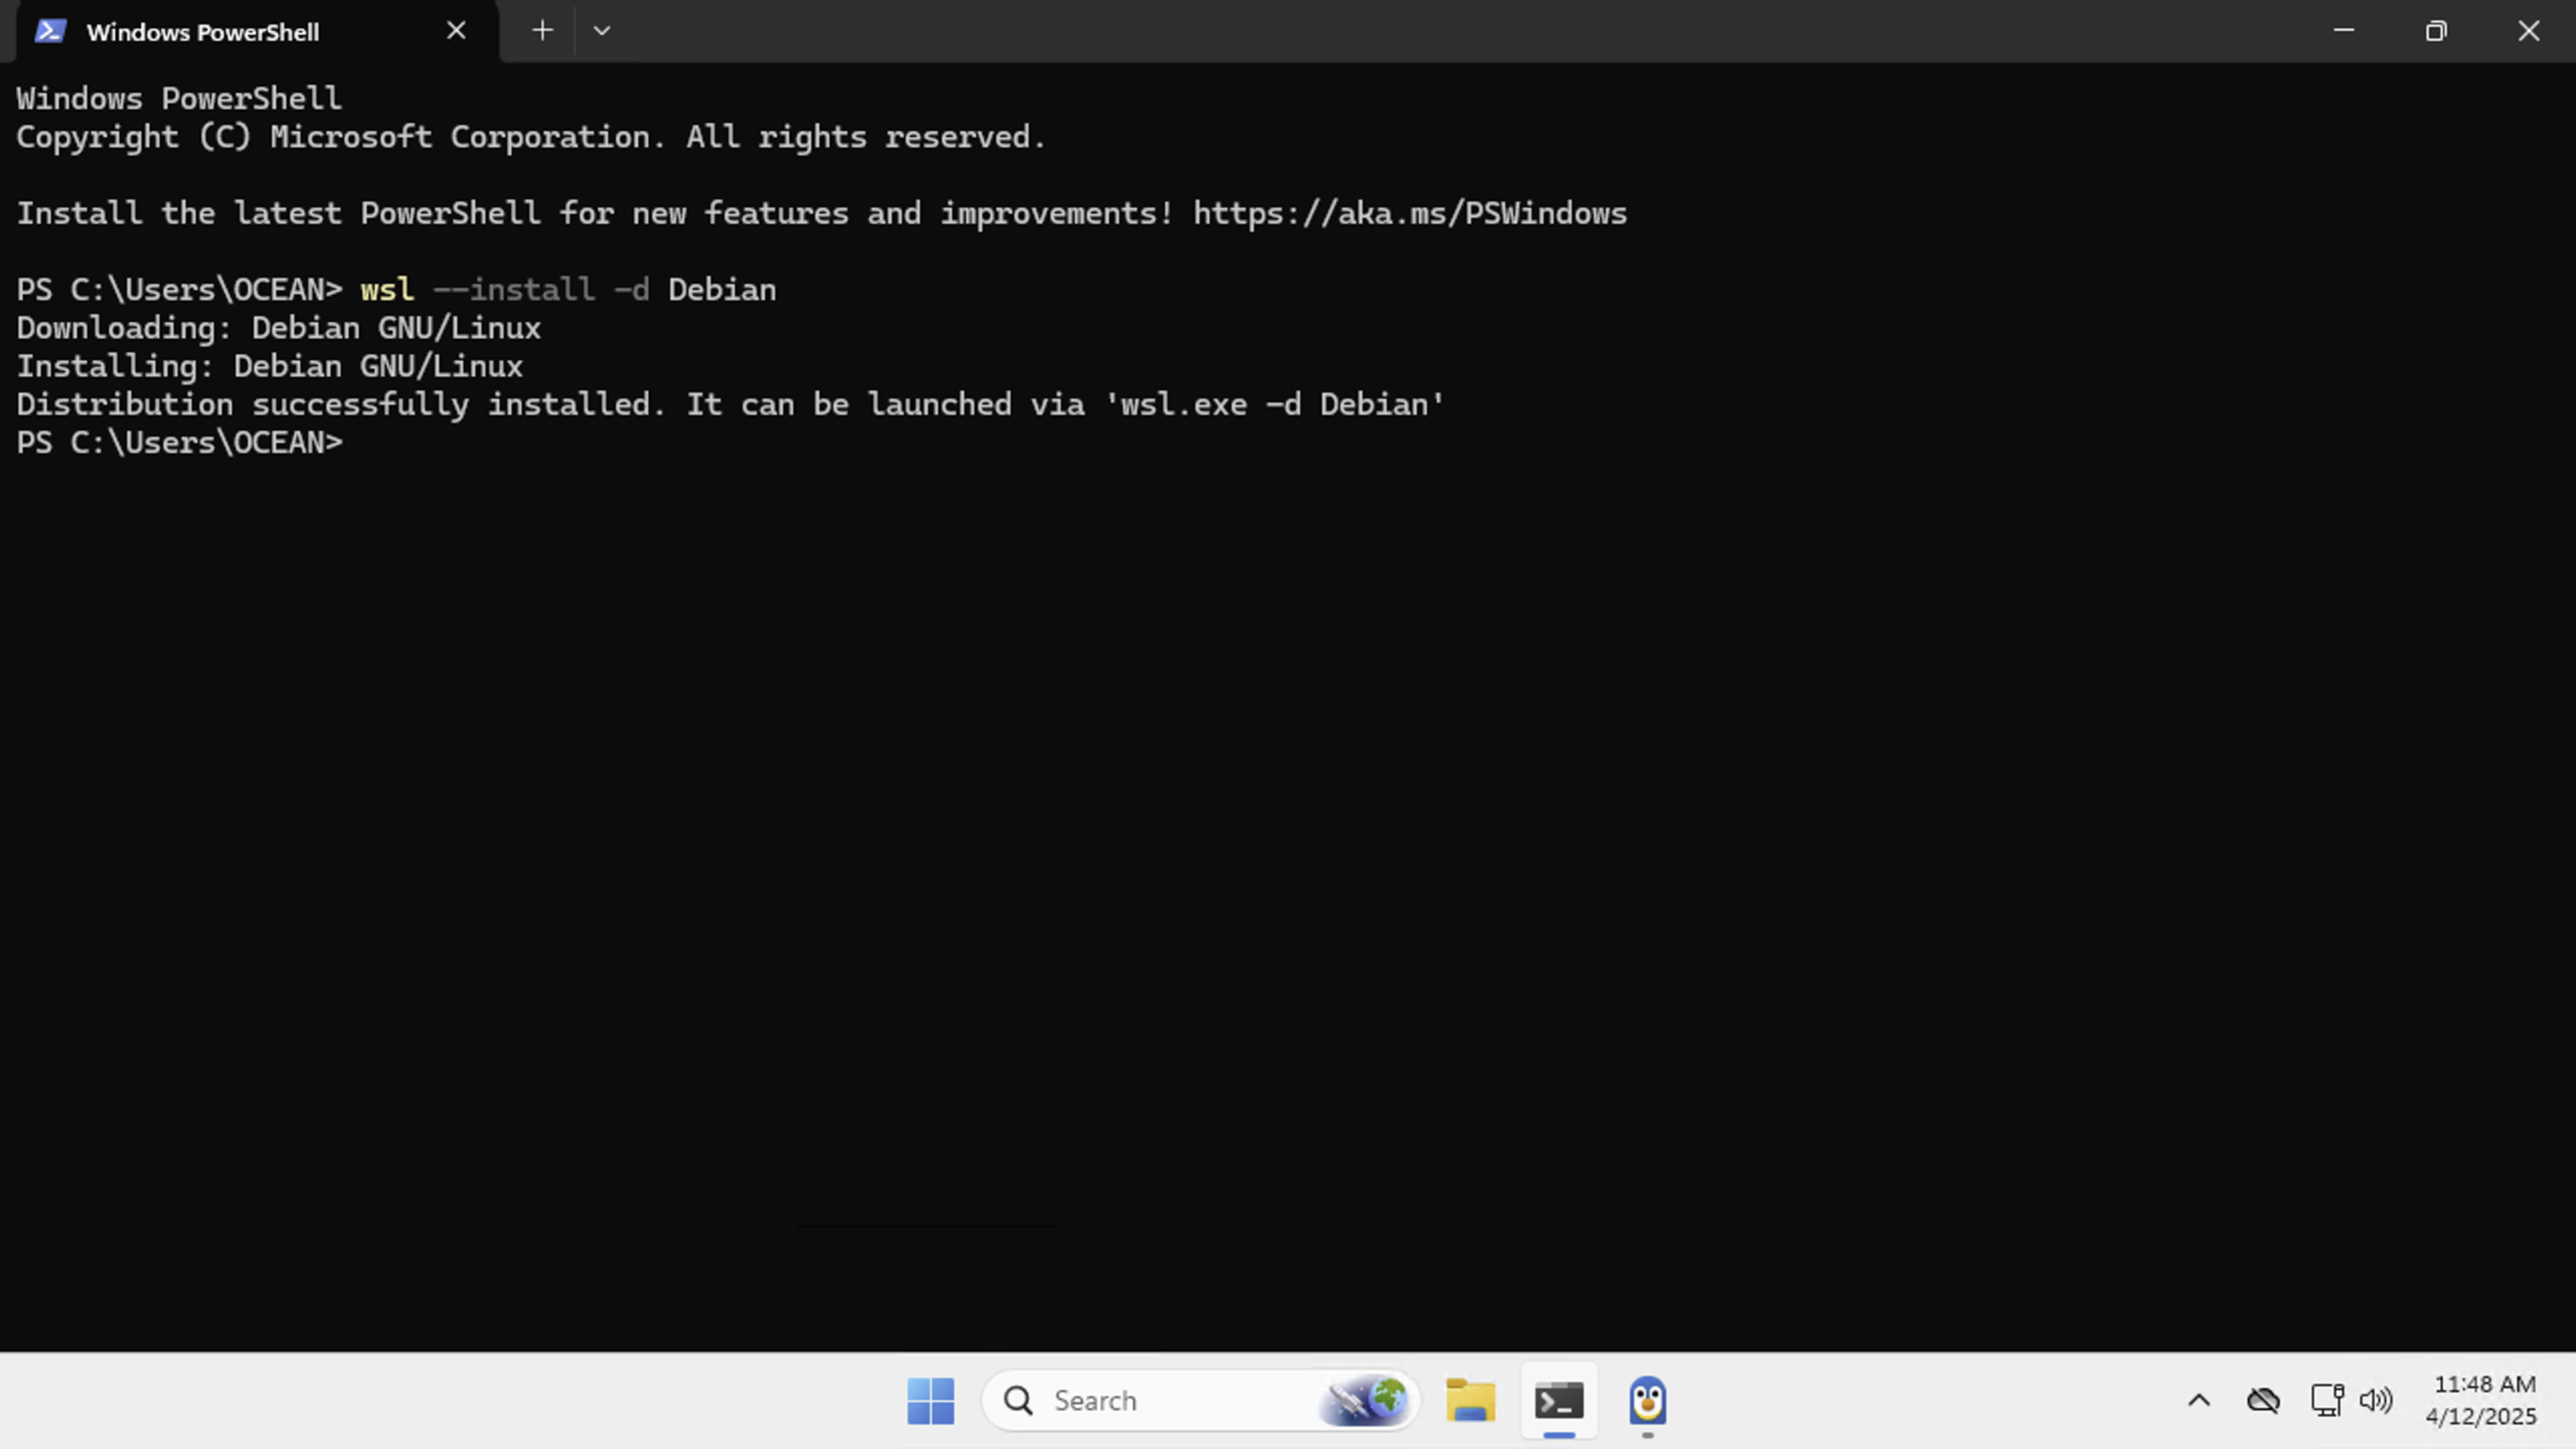 Windows PowerShell
Windows PowerShell
Copyright (C) Microsoft Corporation. All rights reserved.
Install the latest PowerShell for new features and improvements! https://aka.ms/PSWindows
PS C:\Users\OCEAN> wsl --install -d Debian
Downloading: Debian GNU/Linux
Installing: Debian GNU/Linux
Distribution successfully installed. It can be launched via 'wsl.exe -d Debian'
PS C:\Users\OCEAN>
Search
11:48 AM
4/12/2025